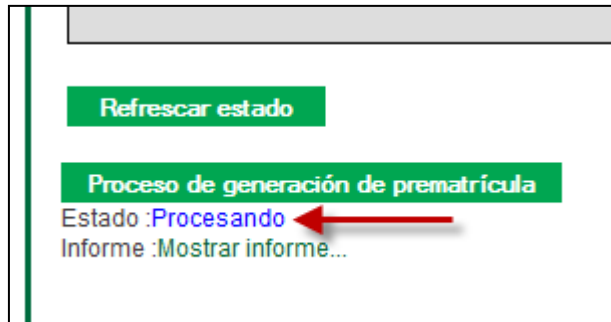 Refrescar estado
Proceso de generación de prematrícula
Estado :Procesando
Informe :Mostrar informe...